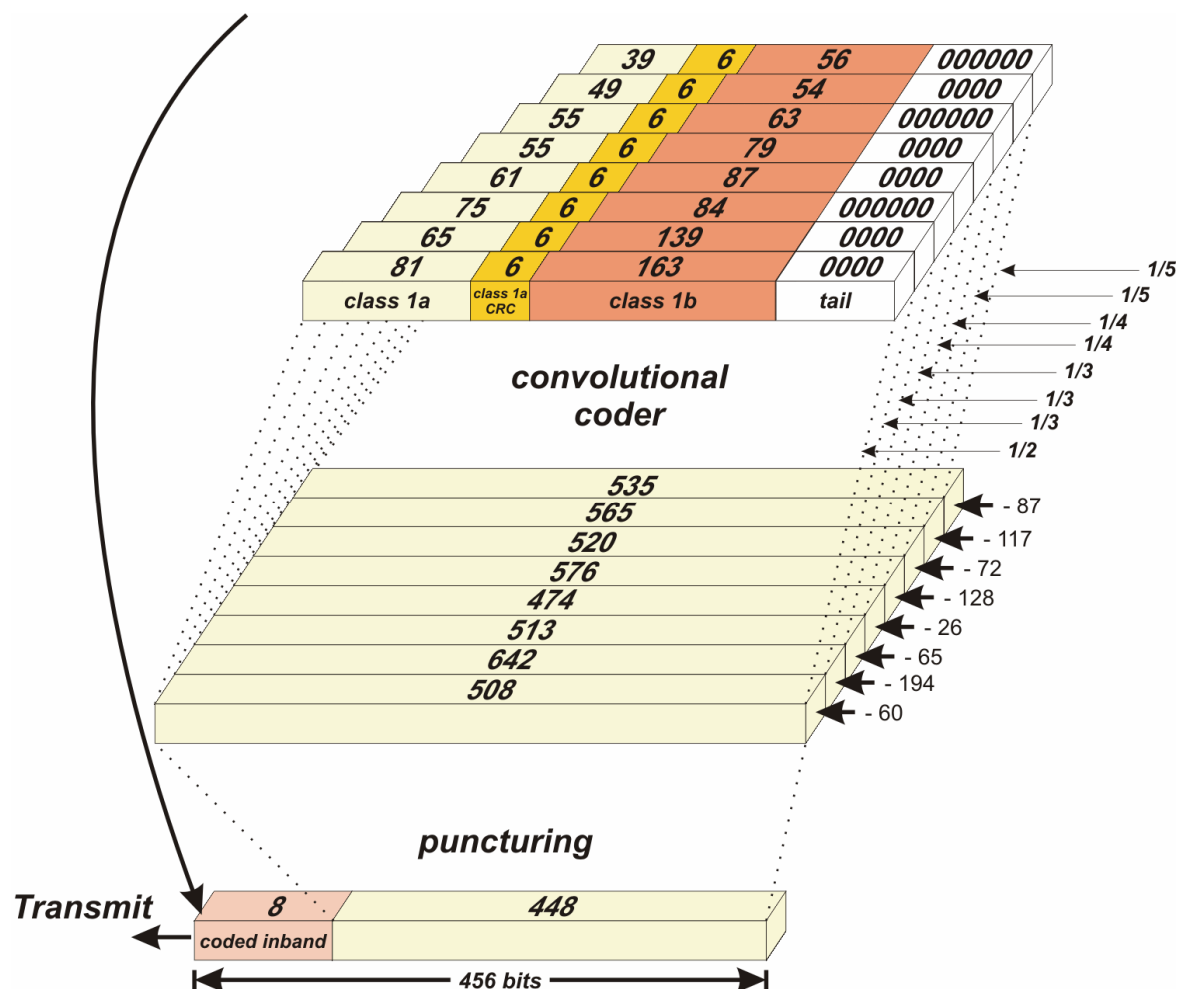 39 6 56 000000
49 6 54 0000
55 6 63 000000
55 6 79 0000
61 6 87 0000
75 6 84 000000
65 6 139 0000
81 6 163 0000
class 1a class 1a CRC class 1b tail
1/5
1/5
1/4
1/4
1/3
1/3
1/3
1/2
convolutional
coder
535
- 87
565
- 117
520
- 72
576
- 128
474
- 26
513
- 65
642
- 194
508
- 60
puncturing
Transmit
8 448
coded inband
456 bits